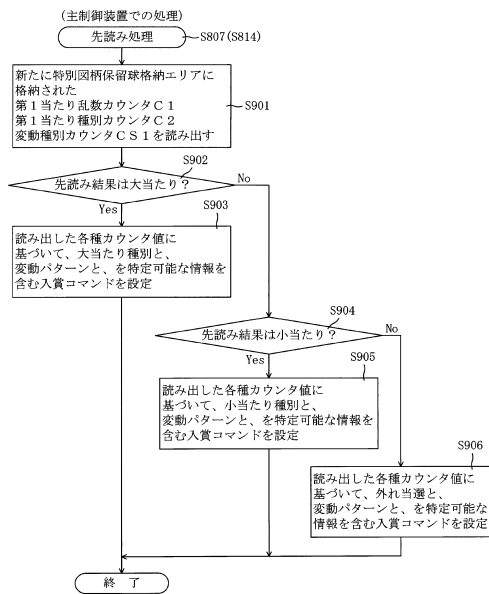 (主制御装置での処理)
先読み処理
S807(S814)
新たに特別図柄保留球格納エリアに
格納された
第1当たり乱数カウンタC1
第1当たり種別カウンタC2
変動種別カウンタCS1を読み出す
S901
S902
先読み結果は大当たり?
No
Yes
S903
読み出した各種カウンタ値に
基づいて、大当たり種別と、
変動パターンと、を特定可能な情報を
含む入賞コマンドを設定
S904
先読み結果は小当たり?
No
Yes
S905
読み出した各種カウンタ値に
基づいて、小当たり種別と、
変動パターンと、を特定可能な情報を
含む入賞コマンドを設定
S906
読み出した各種カウンタ値に
基づいて、外れ当選と、
変動パターンと、を特定可能な
情報を含む入賞コマンドを設定
終 了